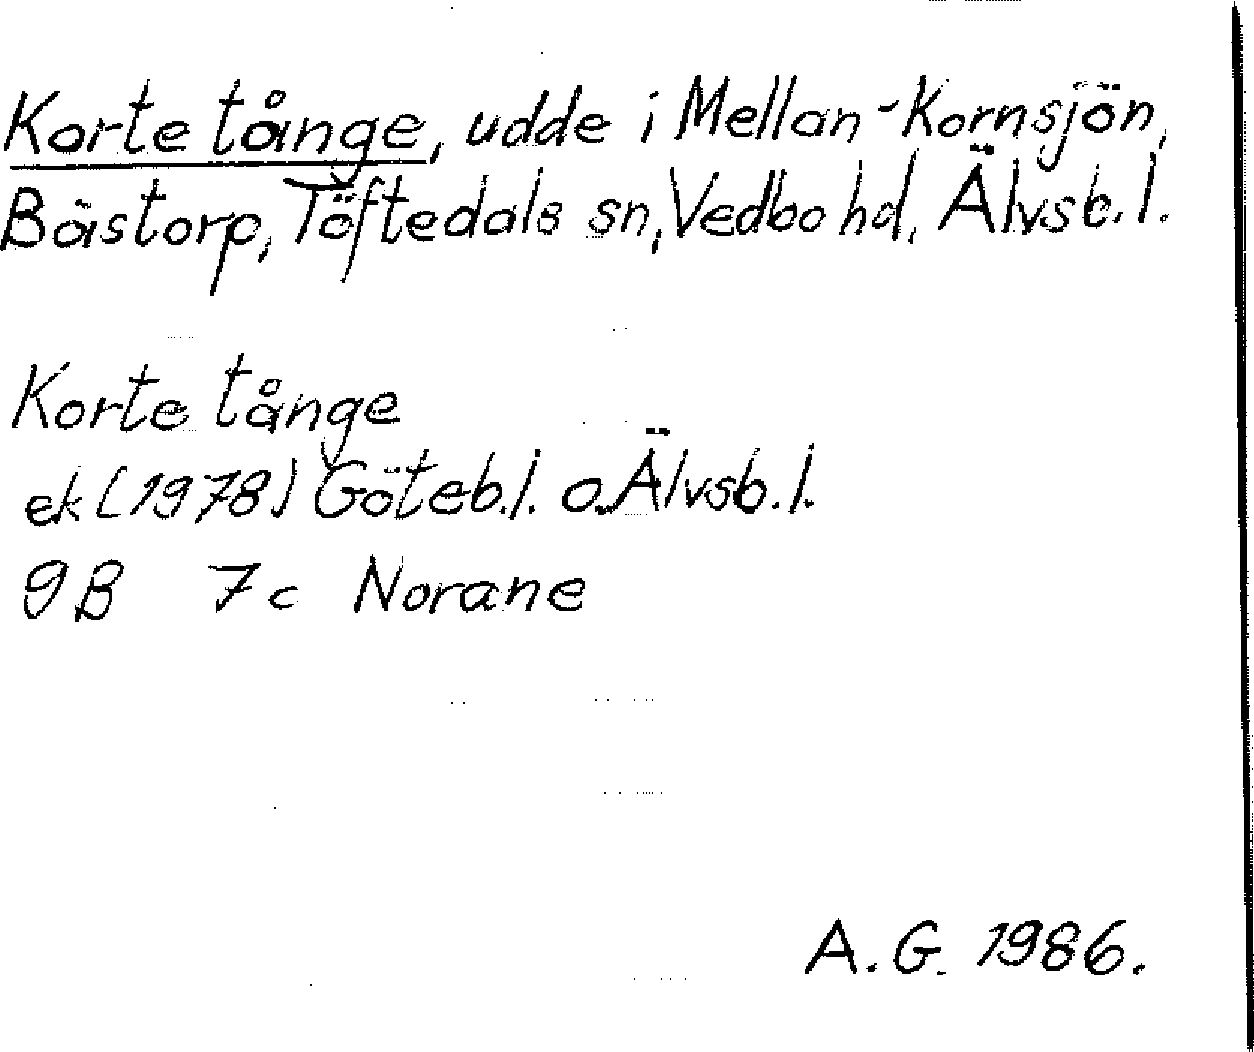 Korte tånge, udde i Mellan-Kornsjön,
Bästorp, Töftedals sn, Vedbo hd, Älvsb. l.
Korte tånge
ek (1978) Göteb. l. o. Älvsb. l.
9B 7c Norane
A. G. 1986.